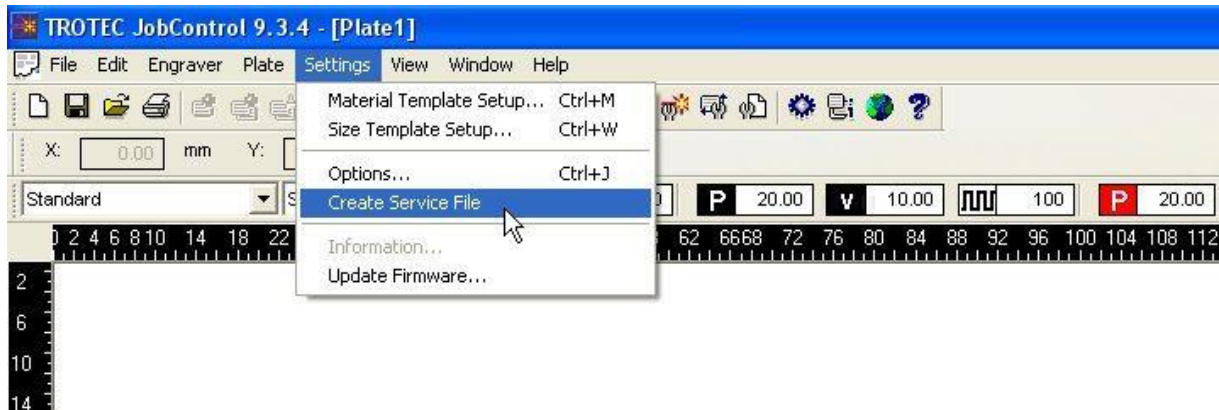 TROTEC JobControl 9.3.4 - [Plate1]
File Edit Engraver Plate Settings View Window Help
Material Template Setup... Ctrl+M
Size Template Setup... Ctrl+W
Options... Ctrl+J
Create Service File
Information...
Update Firmware...
X: 0.00 mm Y:
Standard S P 20.00 v 10.00 100 P 20.00
0 2 4 6 8 10 14 18 22 62 6668 72 76 80 84 88 92 96 100 104 108 112
2
6
10
14